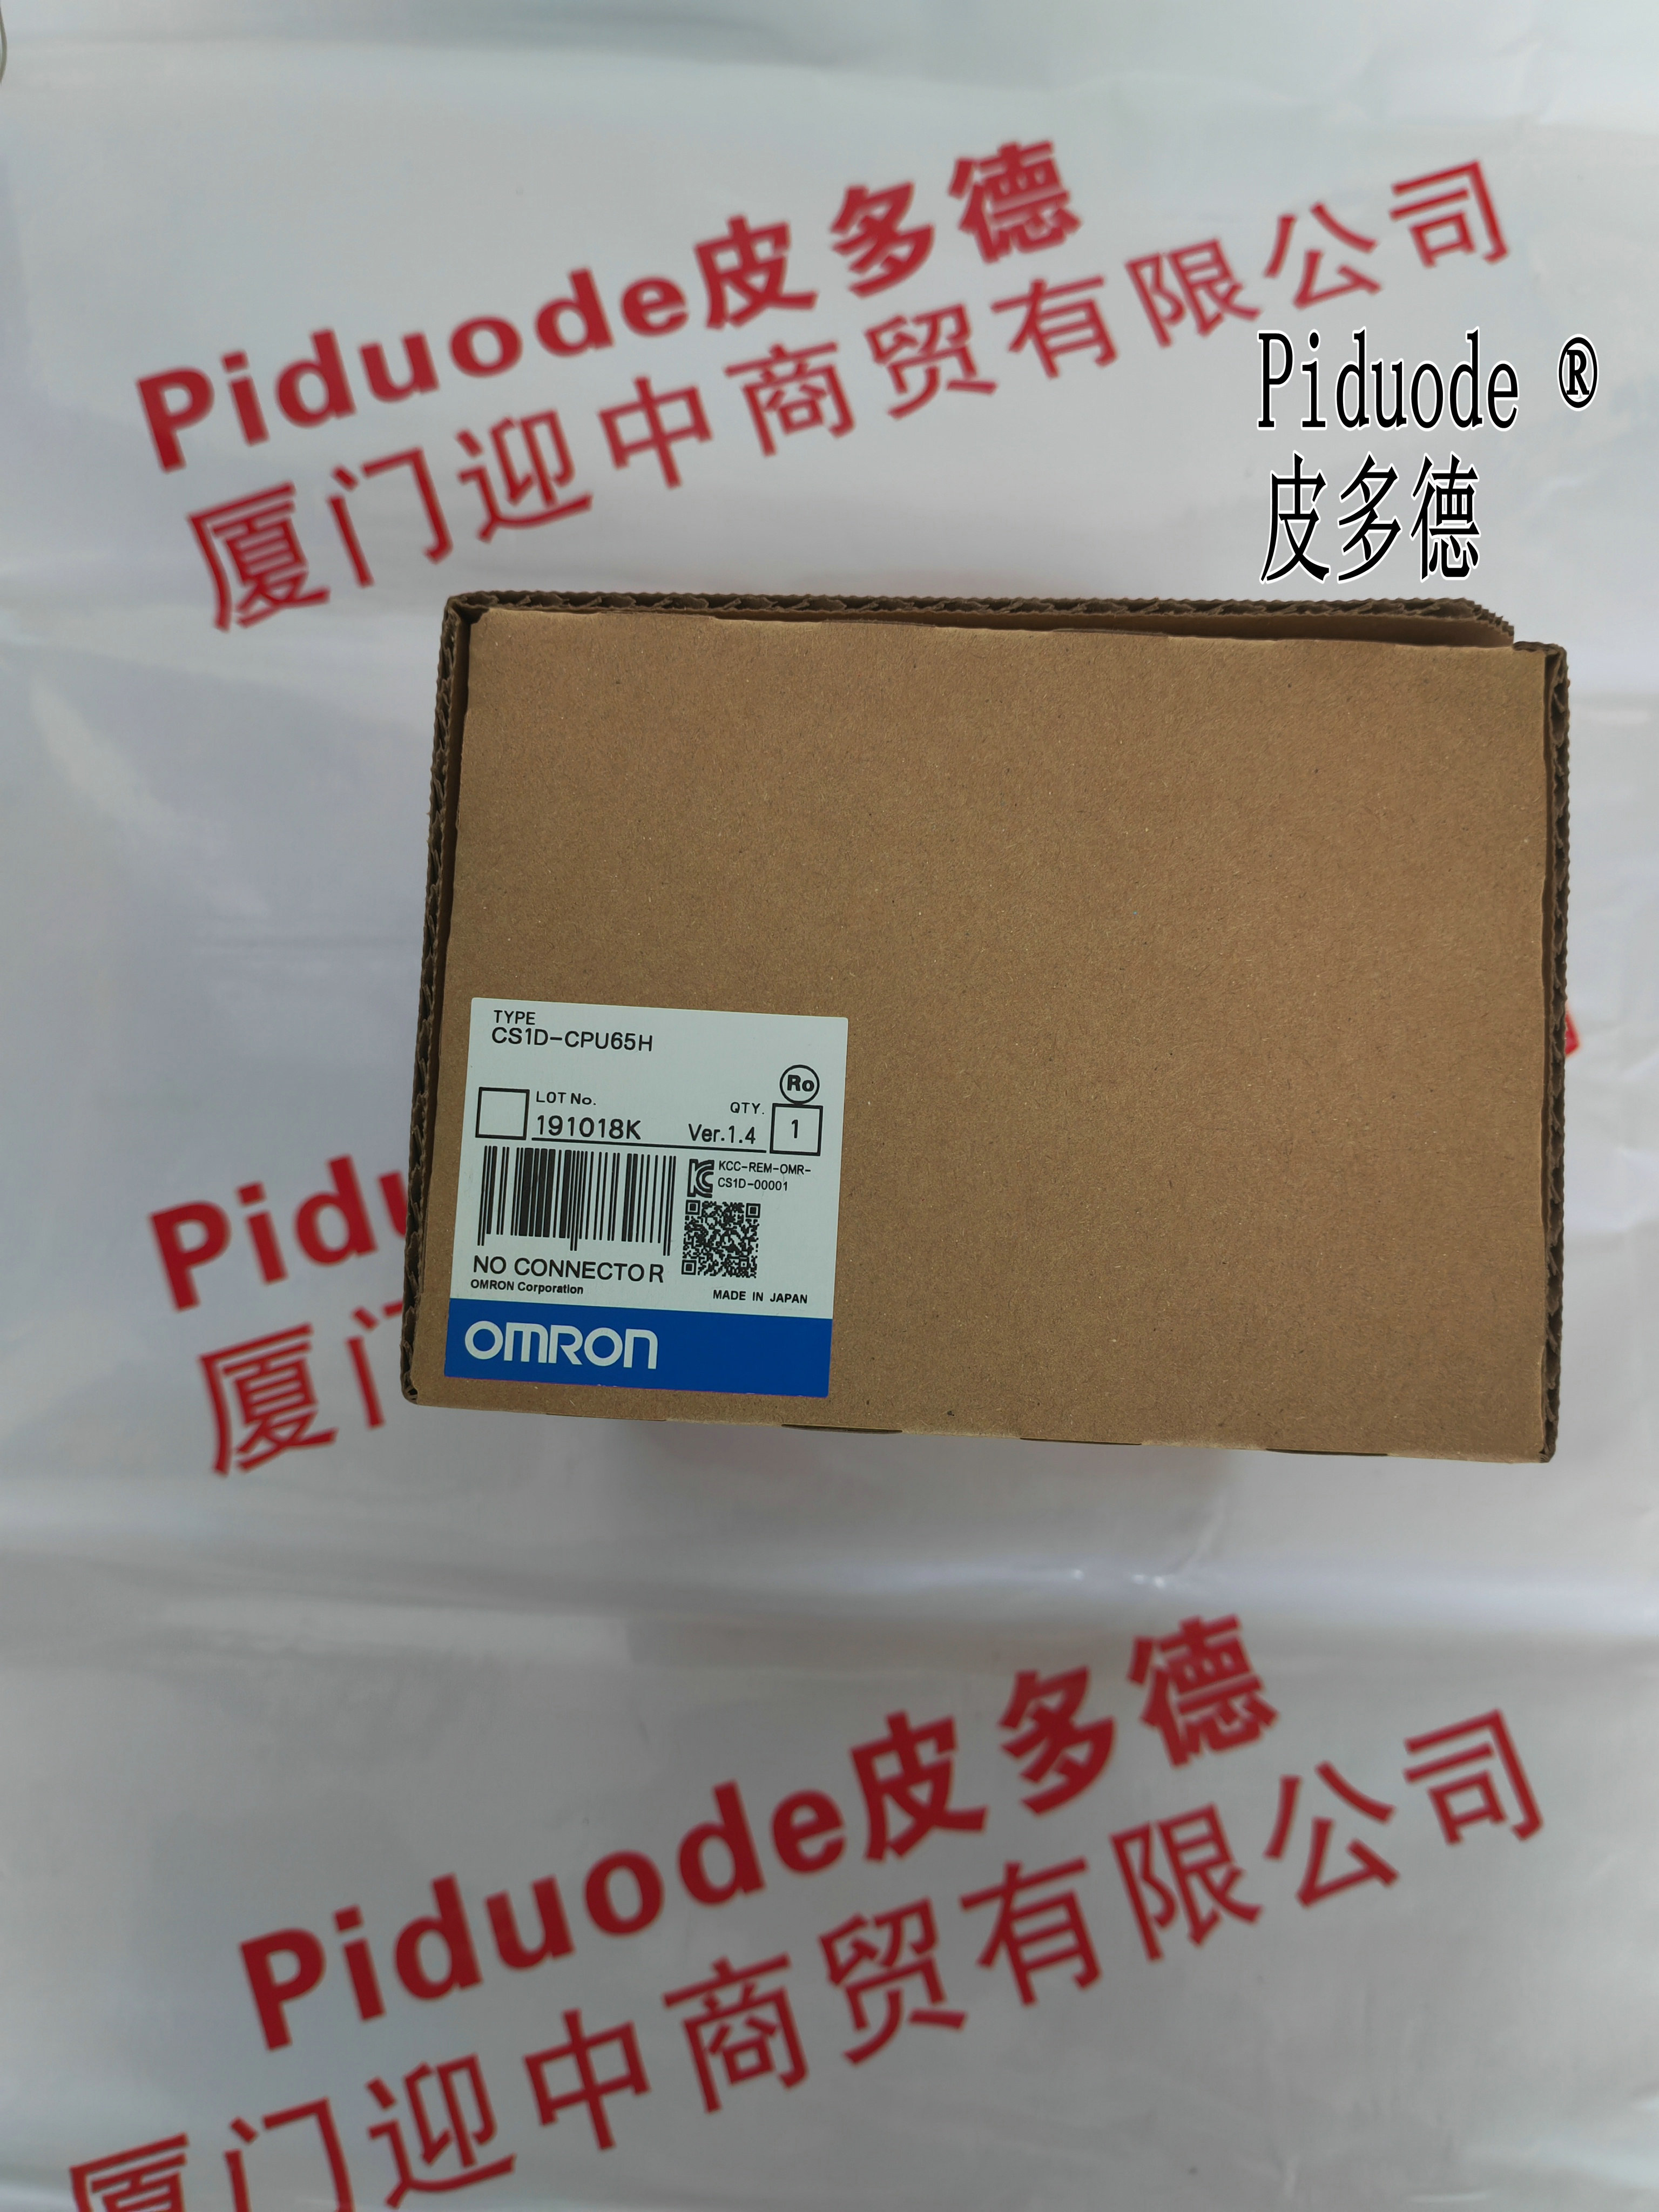 Piduode皮多德
厦门迎中商贸有限公司
Piduode ®
皮多德
TYPE
CS1D-CPU65H
Ro
LOT No.
QTY.
191018K
Ver.1.4
1
KCC-REM-OMR-
CS1D-00001
NO CONNECTOR
OMRON Corporation
MADE IN JAPAN
OMRON
Pidu
厦门
Piduode皮多德
厦门迎中商贸有限公司